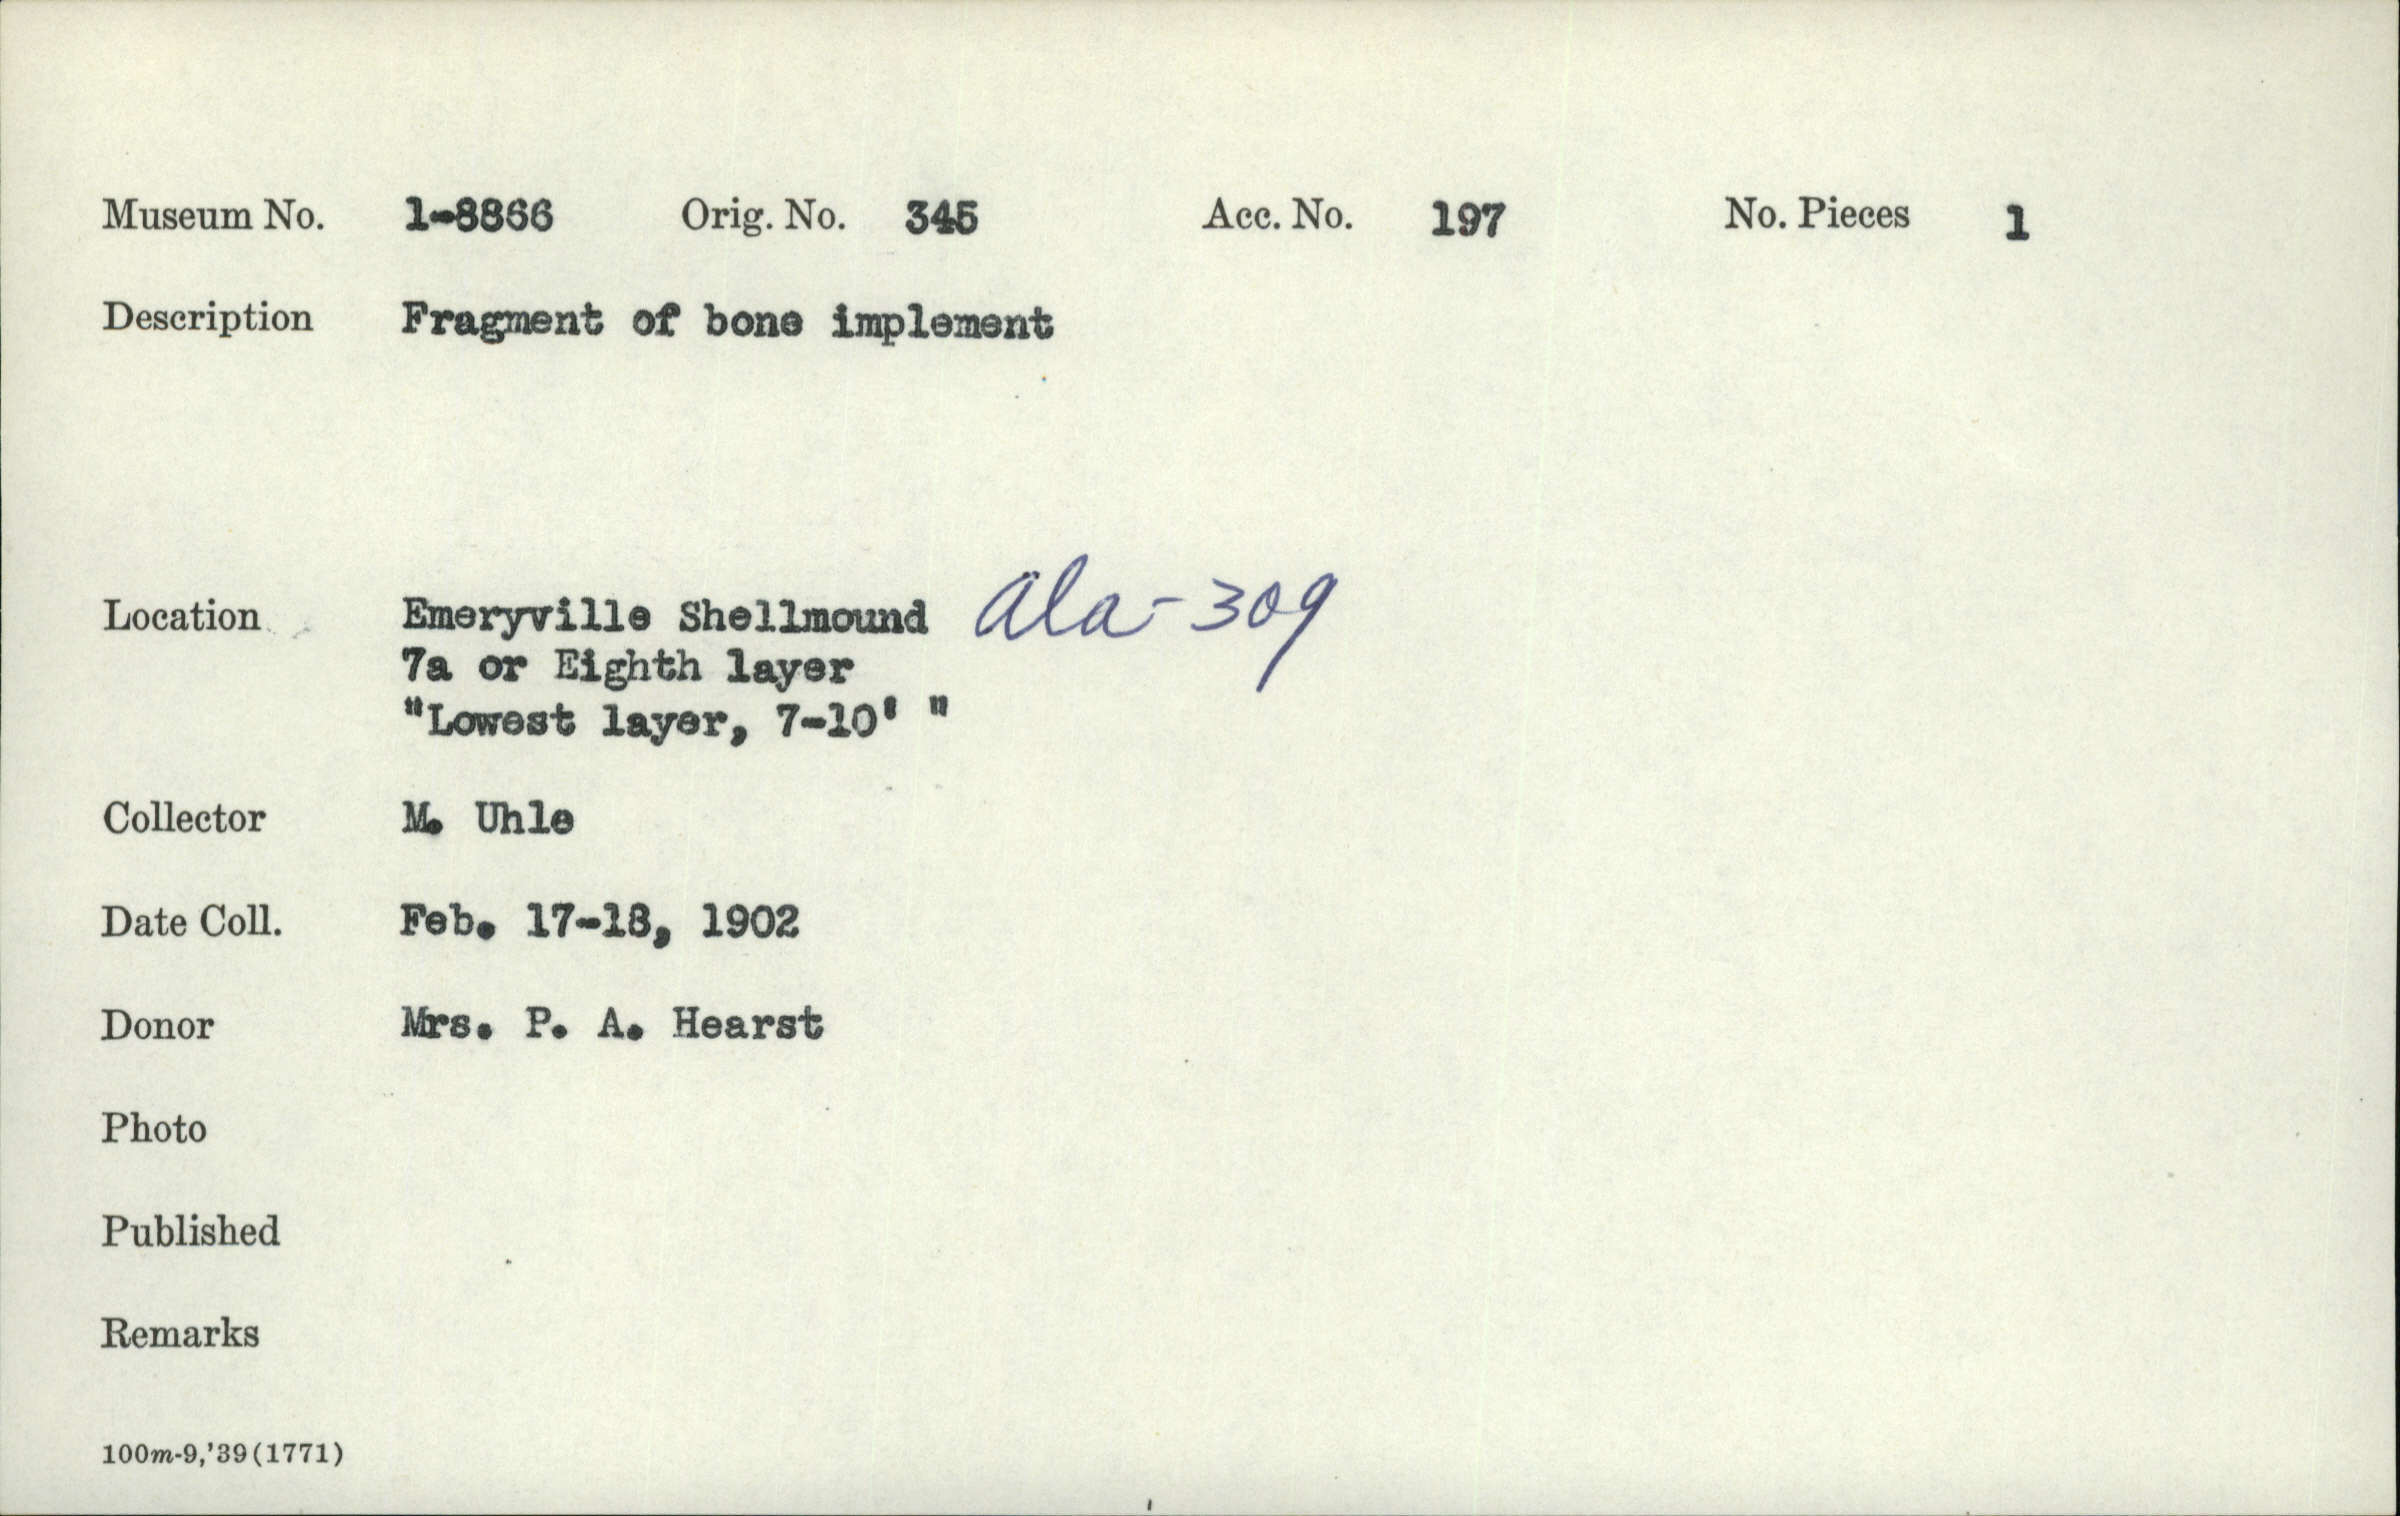 Museum No. 1-8866 Orig. No. 345 Acc. No. 197 No. Pieces 1
Description Fragment of bone implement
Location Emeryville Shellmound Ala-309
7a or Eighth layer
"Lowest layer, 7-10' "
Collector M. Uhle
Date Coll. Feb. 17-18, 1902
Donor Mrs. P. A. Hearst
Photo
Published
Remarks
100m-9,'39(1771)